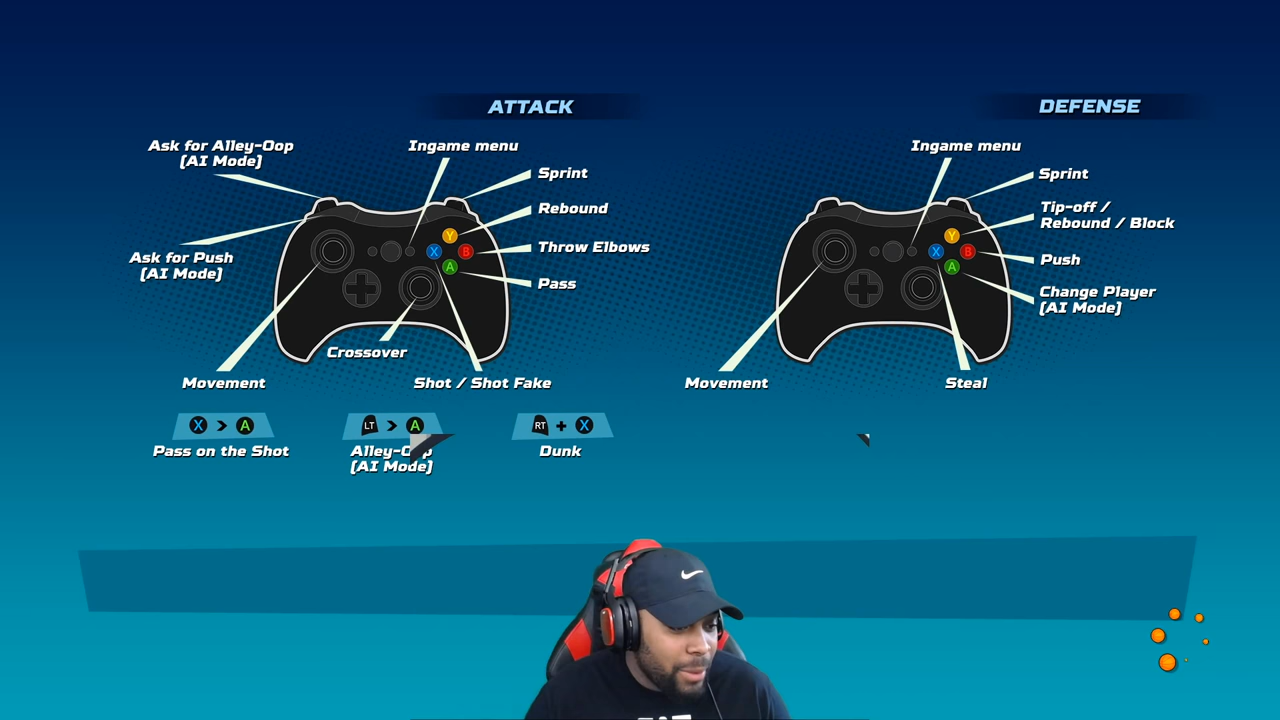 ATTACK
DEFENSE
Ask for Alley-Oop
[AI Mode]
Ingame menu
Sprint
Rebound
Throw Elbows
Pass
Ask for Push
[AI Mode]
Y
X
B
A
Crossover
Movement
Shot / Shot Fake
X > A
Pass on the Shot
LT > A
[AI Mode]
RT + X
Dunk
Ingame menu
Sprint
Tip-off /
Rebound / Block
Push
Change Player
[AI Mode]
Y
X
B
A
Movement
Steal